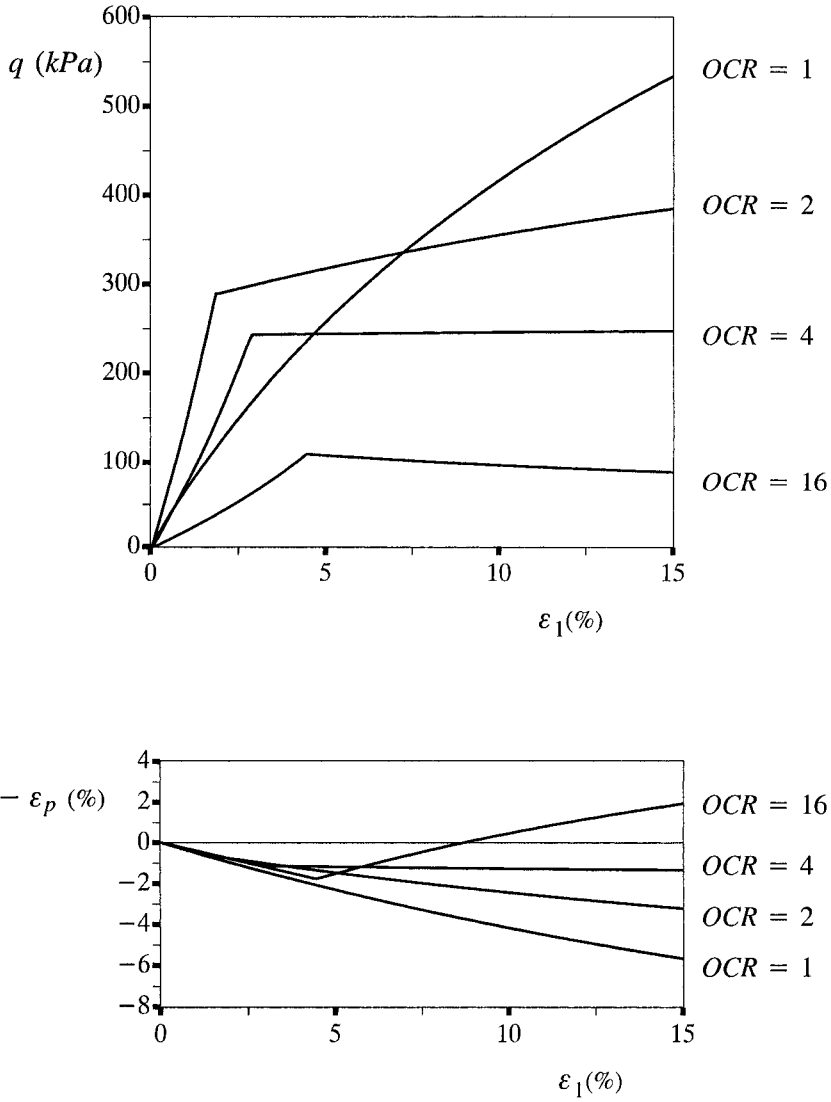 600
q (kPa)
500
400
300
200
100
0
0 5 10 15
ε1(%)
OCR = 1
OCR = 2
OCR = 4
OCR = 16
4
− εp (%)
2
0
−2
−4
−6
−8
0 5 10 15
ε1(%)
OCR = 16
OCR = 4
OCR = 2
OCR = 1